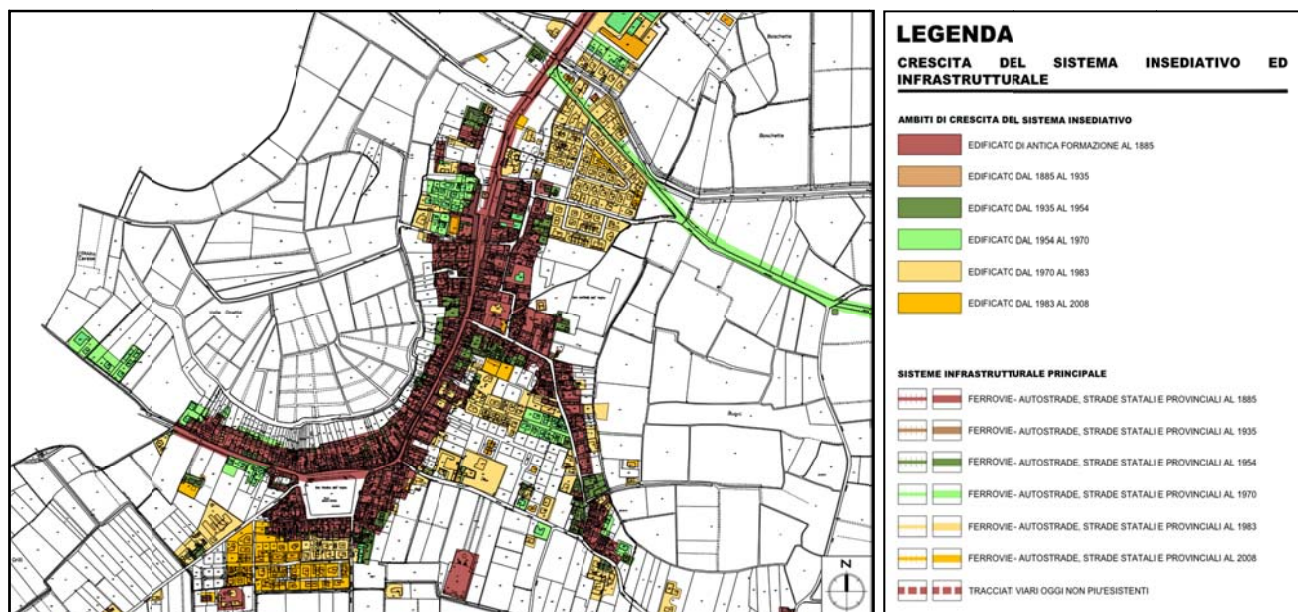 Boschetta
Boschetta
N
LEGENDA
CRESCITA DEL SISTEMA INSEDIATIVO ED
INFRASTRUTTURALE
AMBITI DI CRESCITA DEL SISTEMA INSEDIATIVO
EDIFICATO DI ANTICA FORMAZIONE AL 1885
EDIFICATO DAL 1885 AL 1935
EDIFICATO DAL 1935 AL 1954
EDIFICATO DAL 1954 AL 1970
EDIFICATO DAL 1970 AL 1983
EDIFICATO DAL 1983 AL 2008
SISTEME INFRASTRUTTURALE PRINCIPALE
FERROVIE- AUTOSTRADE, STRADE STATALI E PROVINCIALI AL 1885
FERROVIE- AUTOSTRADE, STRADE STATALI E PROVINCIALI AL 1935
FERROVIE- AUTOSTRADE, STRADE STATALI E PROVINCIALI AL 1954
FERROVIE- AUTOSTRADE, STRADE STATALI E PROVINCIALI AL 1970
FERROVIE- AUTOSTRADE, STRADE STATALI E PROVINCIALI AL 1983
FERROVIE- AUTOSTRADE, STRADE STATALI E PROVINCIALI AL 2008
TRACCIAT VIARI OGGI NON PIU'ESISTENTI